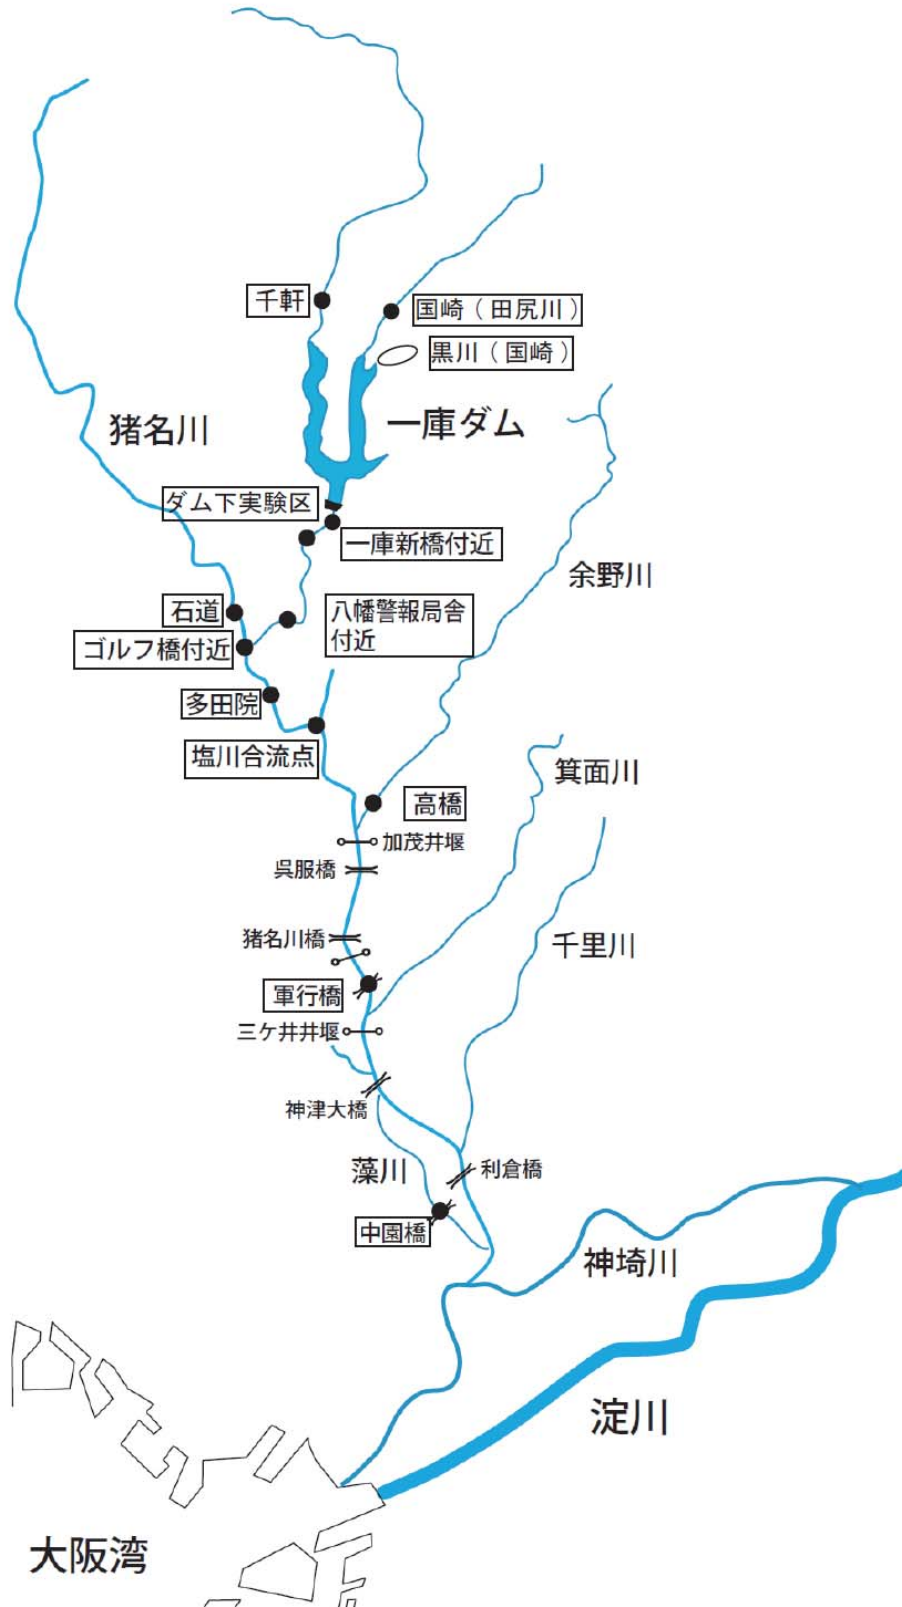 千軒
国崎（田尻川）
黒川（国崎）
猪名川
一庫ダム
ダム下実験区
一庫新橋付近
余野川
石道
八幡警報局舎
付近
ゴルフ橋付近
多田院
塩川合流点
箕面川
高橋
加茂井堰
呉服橋
猪名川橋
千里川
軍行橋
三ケ井井堰
神津大橋
藻川
利倉橋
中園橋
神埼川
淀川
大阪湾